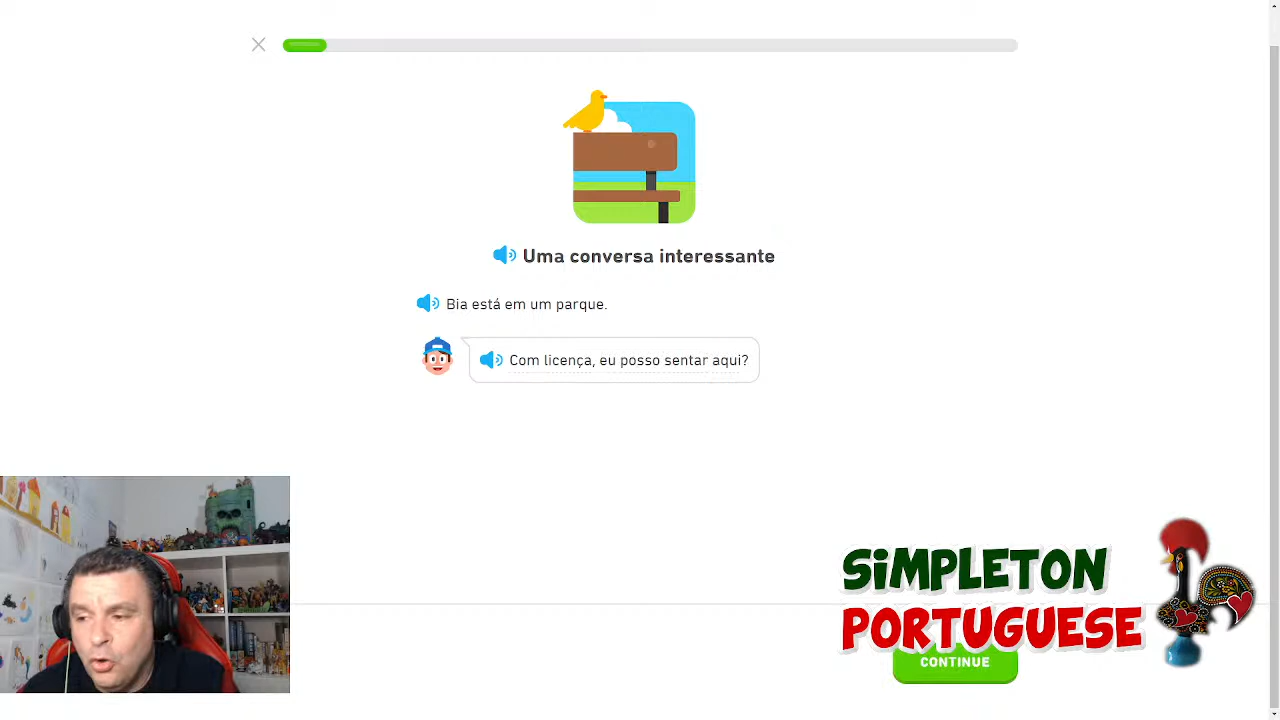 Uma conversa interessante
Bia está em um parque.
Com licença, eu posso sentar aqui?
SiMPLETON
PORTUGUESE
CONTINUE